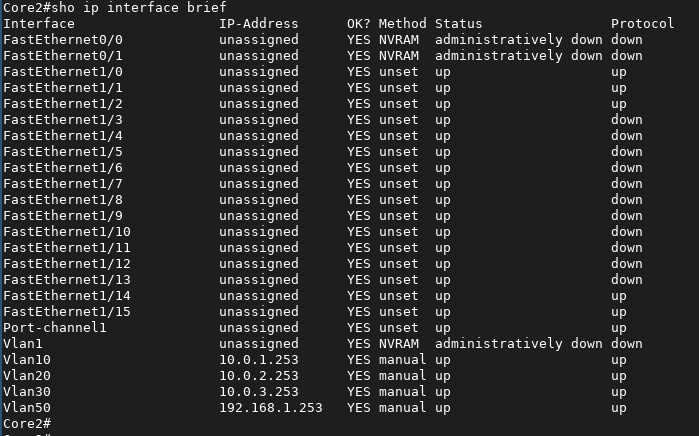 Core2#sho ip interface brief
Interface                  IP-Address      OK? Method Status                Protocol
FastEthernet0/0            unassigned      YES NVRAM  administratively down down
FastEthernet0/1            unassigned      YES NVRAM  administratively down down
FastEthernet1/0            unassigned      YES unset  up                    up
FastEthernet1/1            unassigned      YES unset  up                    up
FastEthernet1/2            unassigned      YES unset  up                    up
FastEthernet1/3            unassigned      YES unset  up                    down
FastEthernet1/4            unassigned      YES unset  up                    down
FastEthernet1/5            unassigned      YES unset  up                    down
FastEthernet1/6            unassigned      YES unset  up                    down
FastEthernet1/7            unassigned      YES unset  up                    down
FastEthernet1/8            unassigned      YES unset  up                    down
FastEthernet1/9            unassigned      YES unset  up                    down
FastEthernet1/10           unassigned      YES unset  up                    down
FastEthernet1/11           unassigned      YES unset  up                    down
FastEthernet1/12           unassigned      YES unset  up                    down
FastEthernet1/13           unassigned      YES unset  up                    down
FastEthernet1/14           unassigned      YES unset  up                    up
FastEthernet1/15           unassigned      YES unset  up                    up
Port-channel1              unassigned      YES unset  up                    up
Vlan1                      unassigned      YES NVRAM  administratively down down
Vlan10                     10.0.1.253      YES manual up                    up
Vlan20                     10.0.2.253      YES manual up                    up
Vlan30                     10.0.3.253      YES manual up                    up
Vlan50                     192.168.1.253   YES manual up                    up
Core2#